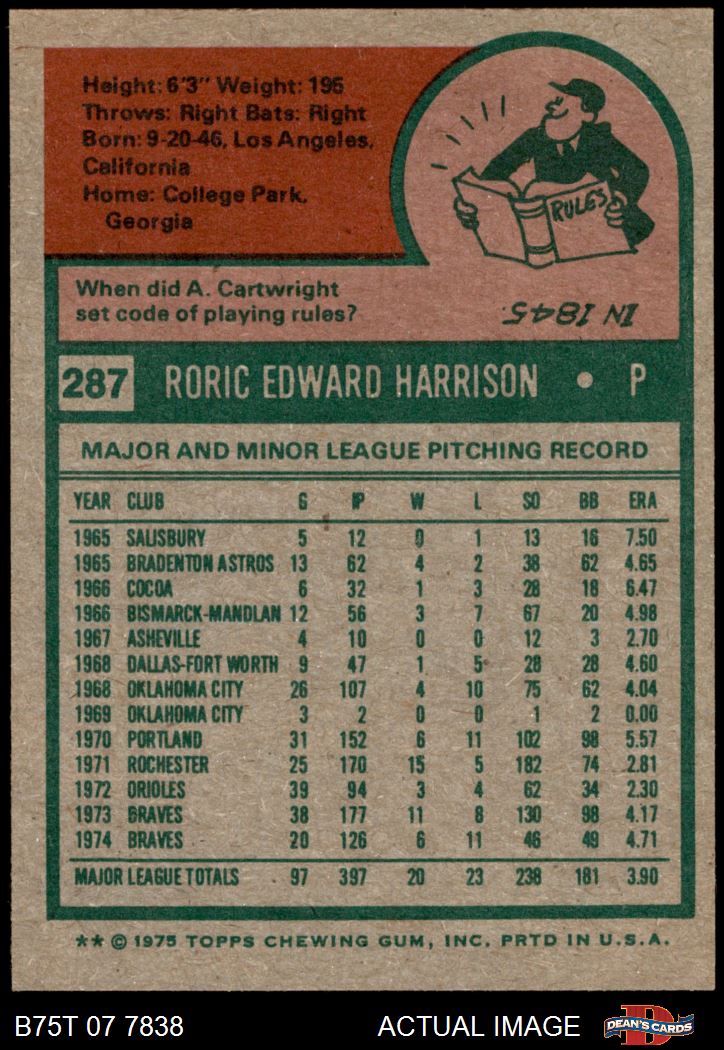 Height: 6'3" Weight: 195
Throws: Right Bats: Right
Born: 9-20-46, Los Angeles,
California
Home: College Park,
Georgia
RULES
When did A. Cartwright
set code of playing rules?
IN 1845.
287 RORIC EDWARD HARRISON • P
MAJOR AND MINOR LEAGUE PITCHING RECORD
YEAR CLUB G IP W L SO BB ERA
1965 SALISBURY 5 12 0 1 13 16 7.50
1965 BRADENTON ASTROS 13 62 4 2 38 62 4.65
1966 COCOA 6 32 1 3 28 18 6.47
1966 BISMARCK-MANDLAN 12 56 3 7 67 20 4.98
1967 ASHEVILLE 4 10 0 0 12 3 2.70
1968 DALLAS-FORT WORTH 9 47 1 5 28 28 4.60
1968 OKLAHOMA CITY 26 107 4 10 75 62 4.04
1969 OKLAHOMA CITY 3 2 0 0 1 2 0.00
1970 PORTLAND 31 152 6 11 102 98 5.57
1971 ROCHESTER 25 170 15 5 182 74 2.81
1972 ORIOLES 39 94 3 4 62 34 2.30
1973 BRAVES 38 177 11 8 130 98 4.17
1974 BRAVES 20 126 6 11 46 49 4.71
MAJOR LEAGUE TOTALS 97 397 20 23 238 181 3.90
** © 1975 TOPPS CHEWING GUM, INC. PRTD IN U.S.A.
B75T 07 7838 ACTUAL IMAGE DEAN'S CARDS